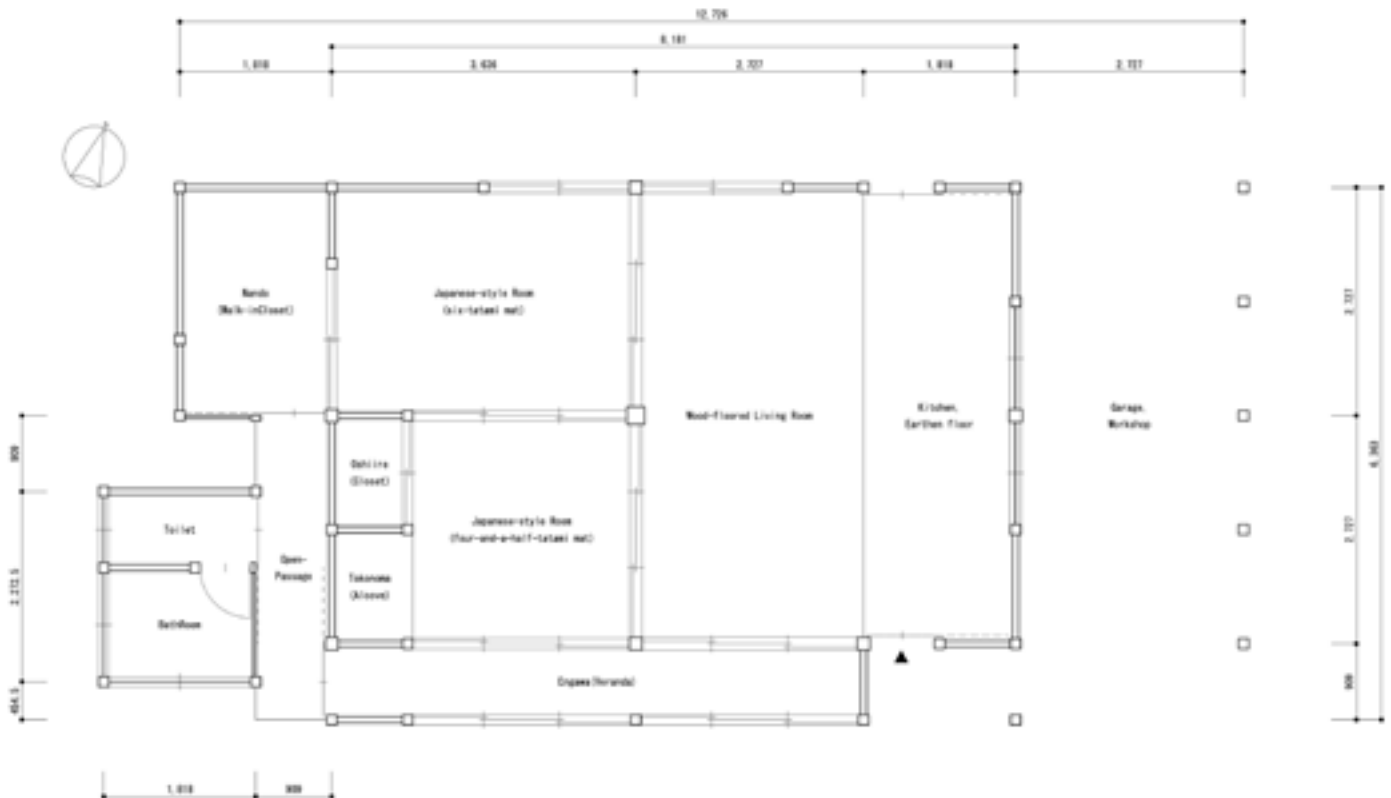 12,726
8,181
1,818
3,636
2,727
1,818
2,727
Nando
(Walk-inCloset)
Japanese-style Room
(six-tatami mat)
Wood-floored Living Room
Kitchen,
Earthen floor
Garage,
Workshop
2,727
6,363
909
Oshiire
(Closet)
Japanese-style Room
(four-and-a-half-tatami mat)
2,727
Toilet
Open-
Passage
Tokonoma
(Alcove)
2,272.5
BathRoom
Engawa(Veranda)
909
454.5
1,818
909